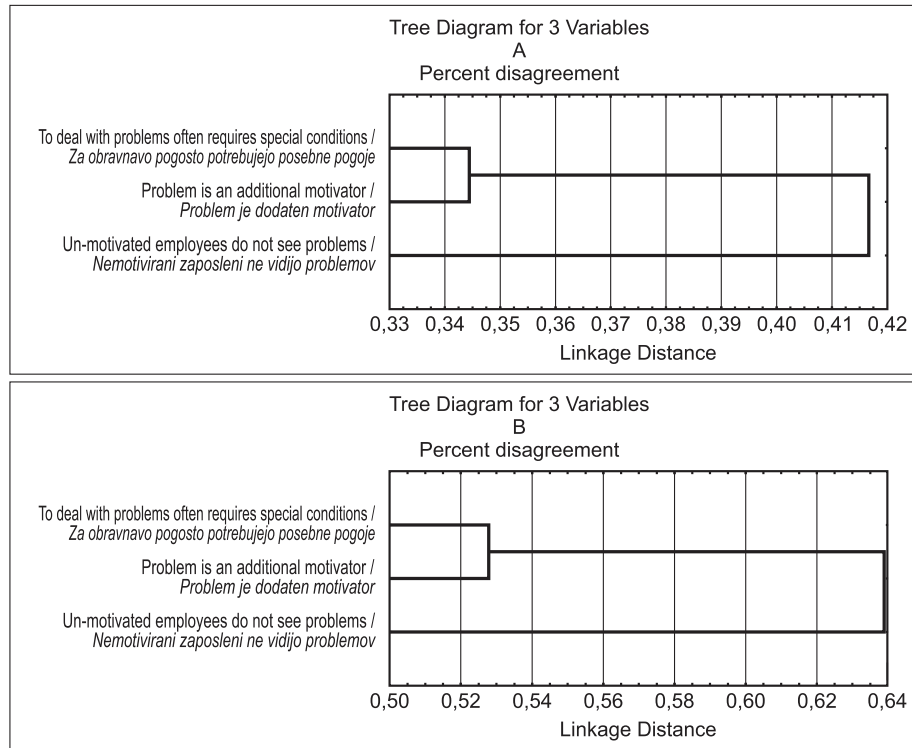 Tree Diagram for 3 Variables
A
Percent disagreement
To deal with problems often requires special conditions /
Za obravnavo pogosto potrebujejo posebne pogoje
Problem is an additional motivator /
Problem je dodaten motivator
Un-motivated employees do not see problems /
Nemotivirani zaposleni ne vidijo problemov
0,33 0,34 0,35 0,36 0,37 0,38 0,39 0,40 0,41 0,42
Linkage Distance
Tree Diagram for 3 Variables
B
Percent disagreement
To deal with problems often requires special conditions /
Za obravnavo pogosto potrebujejo posebne pogoje
Problem is an additional motivator /
Problem je dodaten motivator
Un-motivated employees do not see problems /
Nemotivirani zaposleni ne vidijo problemov
0,50 0,52 0,54 0,56 0,58 0,60 0,62 0,64
Linkage Distance